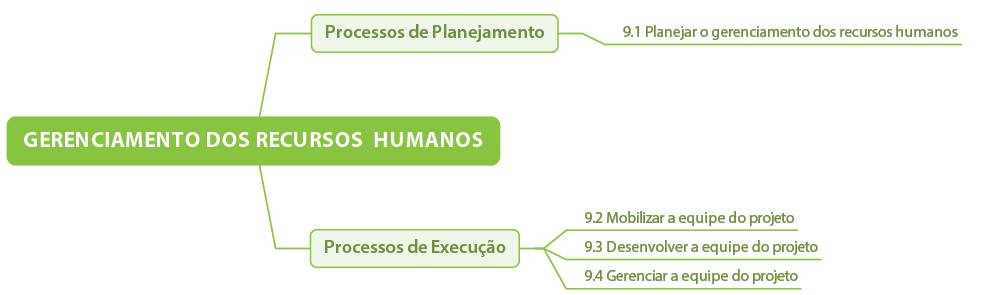 Processos de Planejamento
9.1 Planejar o gerenciamento dos recursos humanos
GERENCIAMENTO DOS RECURSOS HUMANOS
Processos de Execução
9.2 Mobilizar a equipe do projeto
9.3 Desenvolver a equipe do projeto
9.4 Gerenciar a equipe do projeto